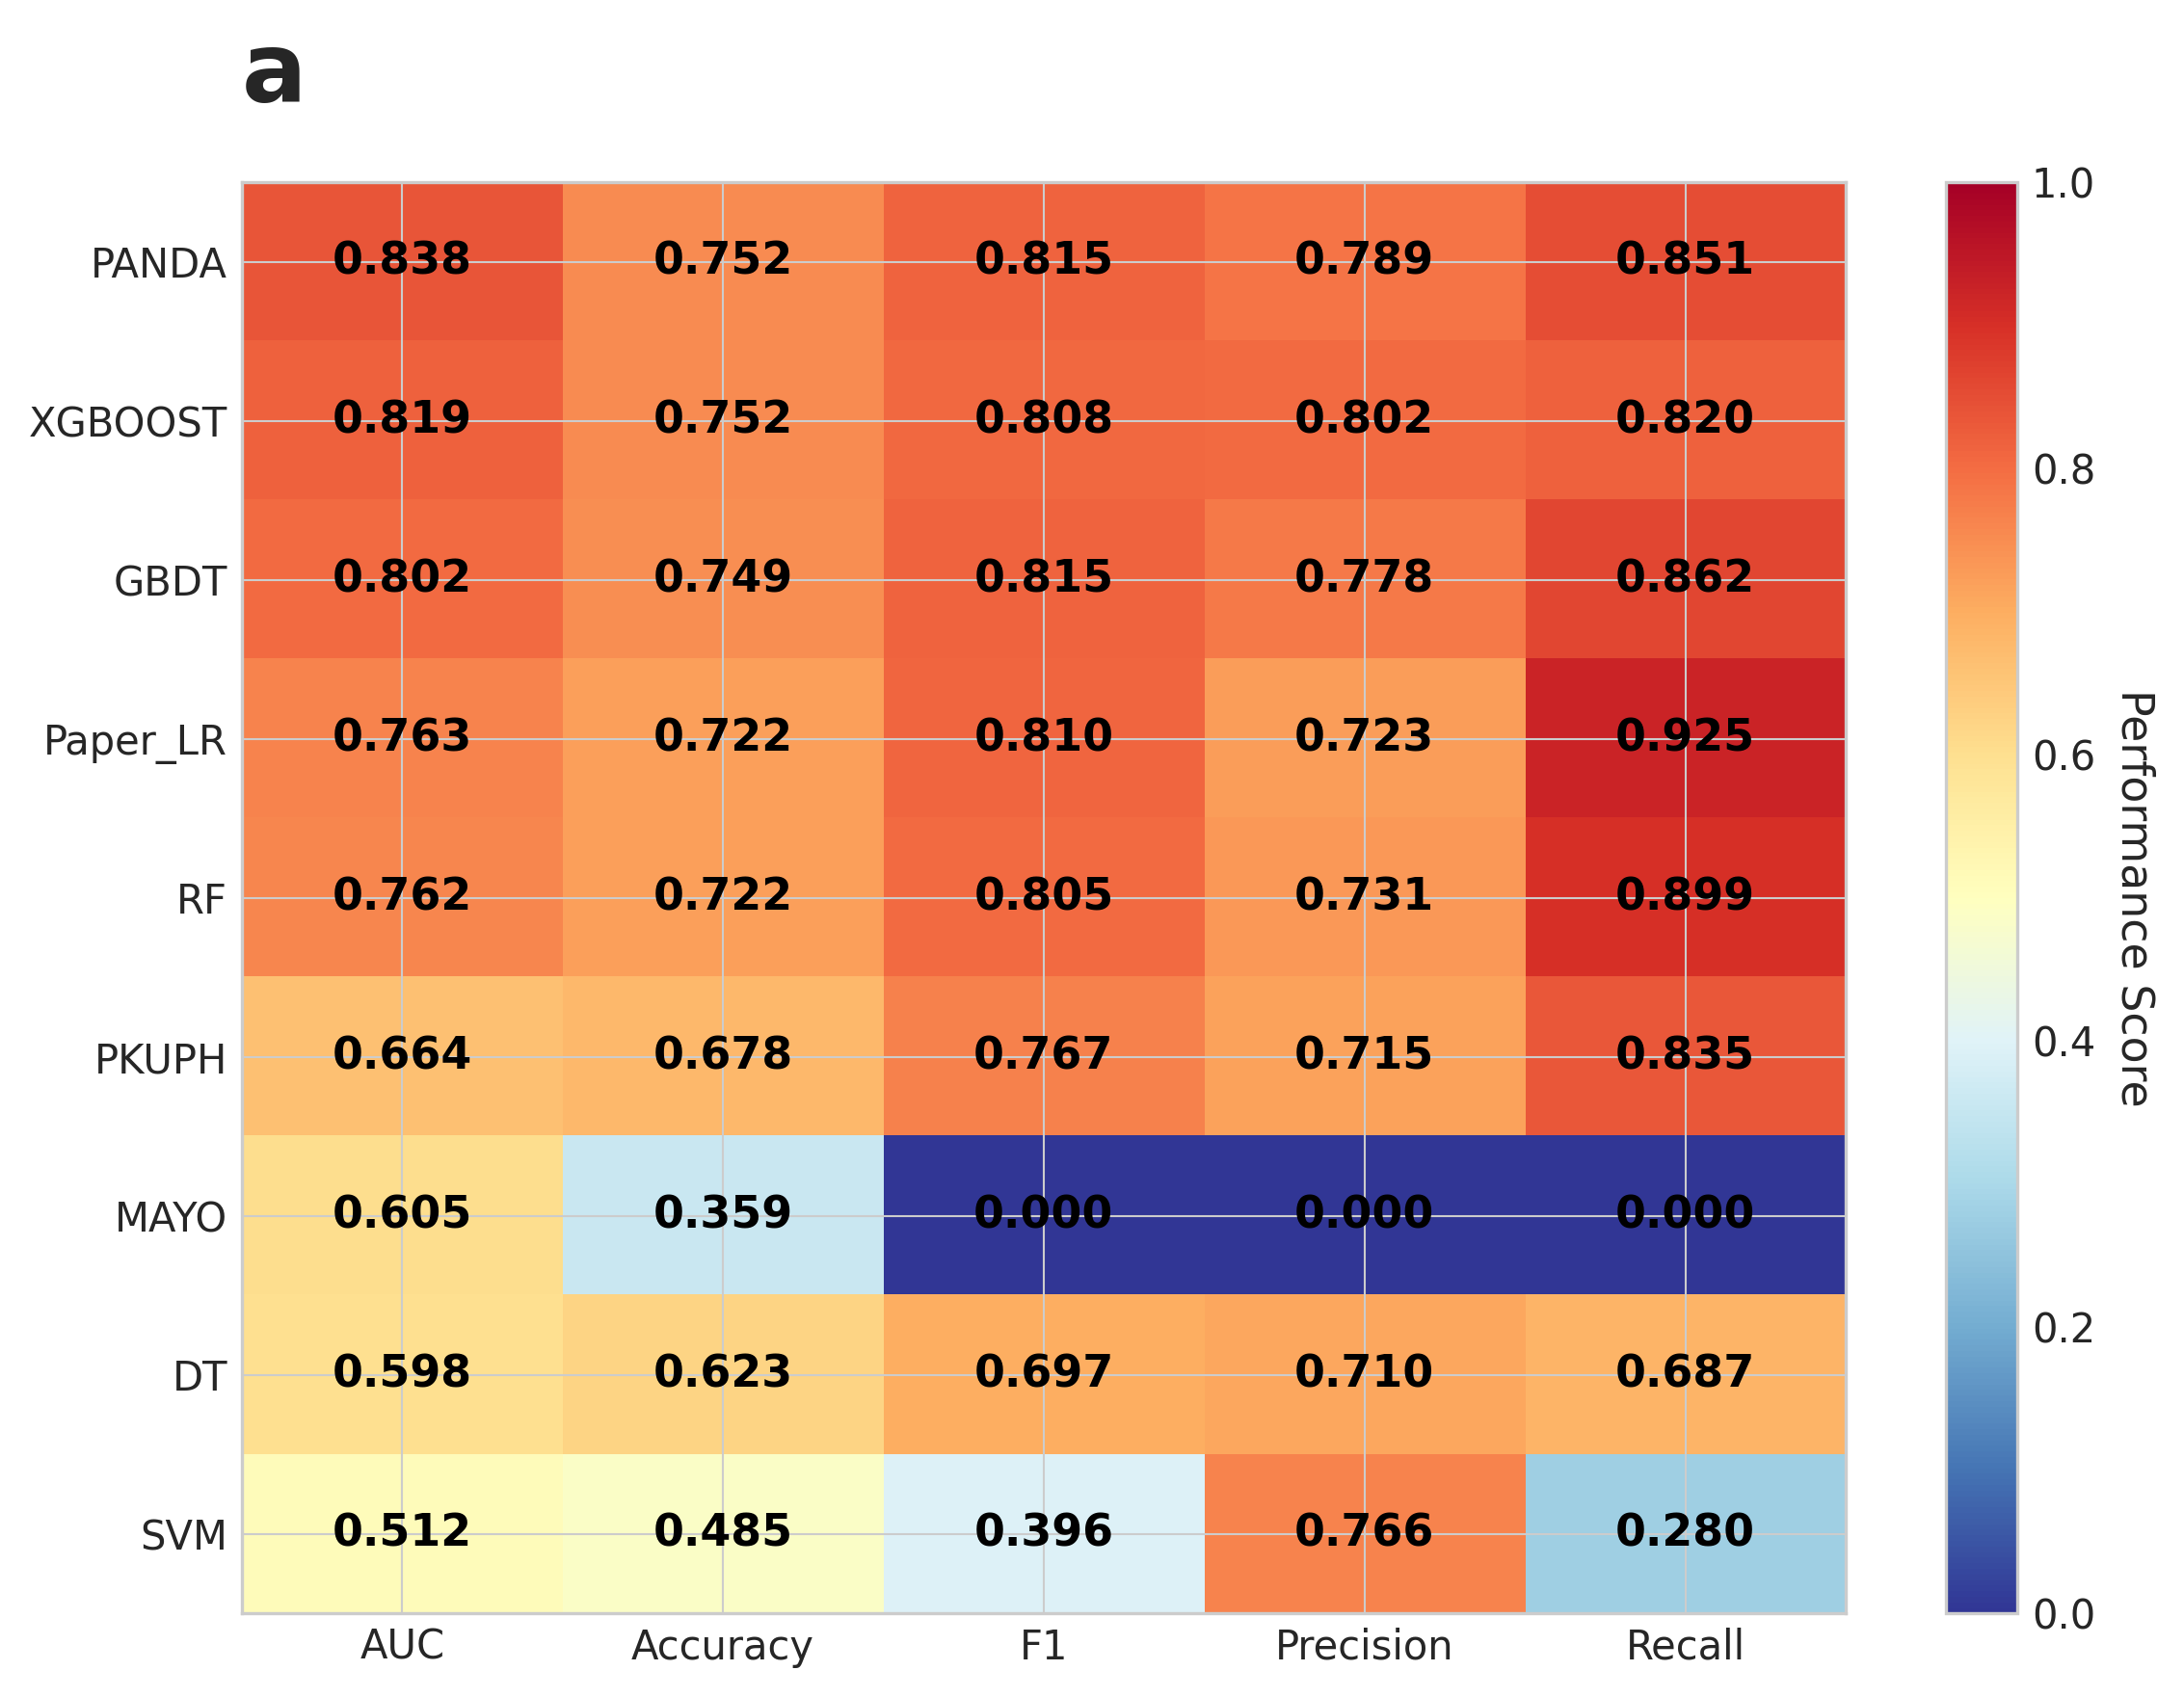 a
PANDA 0.838 0.752 0.815 0.789 0.851
XGBOOST 0.819 0.752 0.808 0.802 0.820
GBDT 0.802 0.749 0.815 0.778 0.862
Paper_LR 0.763 0.722 0.810 0.723 0.925
RF 0.762 0.722 0.805 0.731 0.899
PKUPH 0.664 0.678 0.767 0.715 0.835
MAYO 0.605 0.359 0.000 0.000 0.000
DT 0.598 0.623 0.697 0.710 0.687
SVM 0.512 0.485 0.396 0.766 0.280
AUC Accuracy F1 Precision Recall
1.0
0.8
0.6
0.4
0.2
0.0
Performance Score